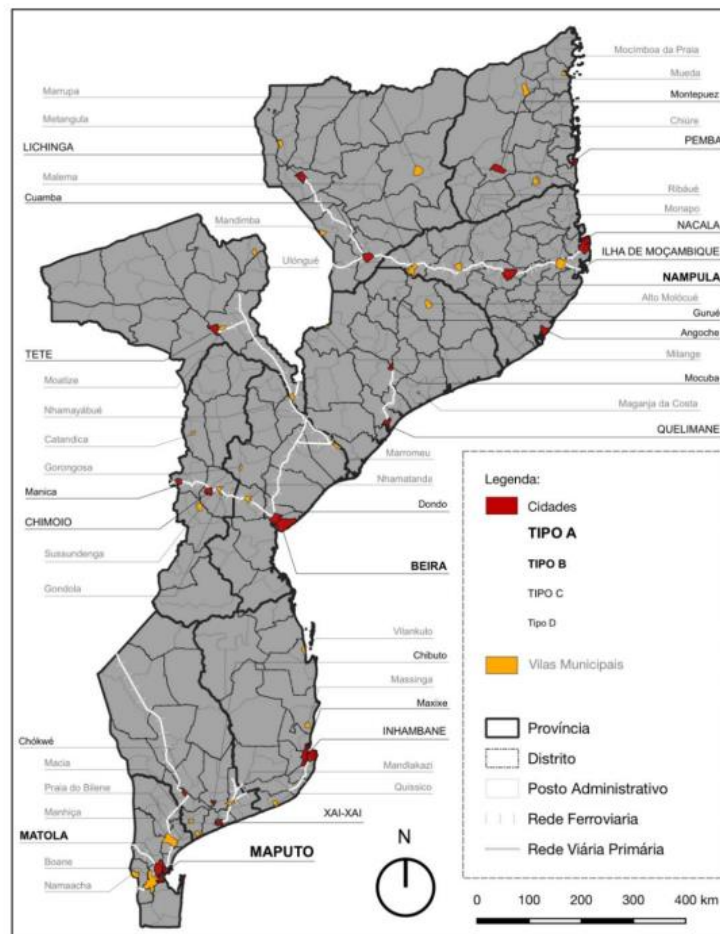 Mocímboa da Praia
Mueda
Marrupa
Montepuez
Metangula
Chiúre
LICHINGA
PEMBA
Malema
Ribáuè
Cuamba
Monapo
Mandimba
NACALA
Ulónguè
ILHA DE MOÇAMBIQUE
NAMPULA
Alto Molócuè
Gurué
Angoche
TETE
Milange
Moatize
Mocuba
Nhamayábué
Maganja da Costa
Catandica
QUELIMANE
Gorongosa
Marromeu
Manica
Nhamatanda
CHIMOIO
Dondo
Sussundenga
BEIRA
Gondola
Vilankulo
Chibuto
Massinga
Maxixe
Chókwé
INHAMBANE
Macia
Mandlakazi
Praia do Bilene
Quissico
Manhiça
XAI-XAI
MATOLA
MAPUTO
Boane
Namaacha
N
Legenda:
Cidades
TIPO A
TIPO B
TIPO C
Tipo D
Vilas Municipais
Província
Distrito
Posto Administrativo
Rede Ferroviaria
Rede Viária Primária
0 100 200 300 400 km